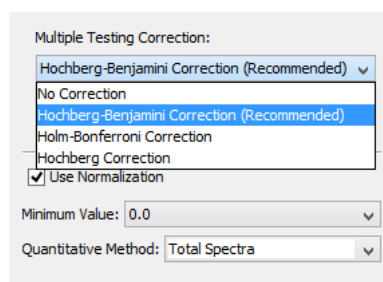 Multiple Testing Correction:
Hochberg-Benjamini Correction (Recommended)
No Correction
Hochberg-Benjamini Correction (Recommended)
Holm-Bonferroni Correction
Hochberg Correction
Use Normalization
Minimum Value: 0.0
Quantitative Method: Total Spectra